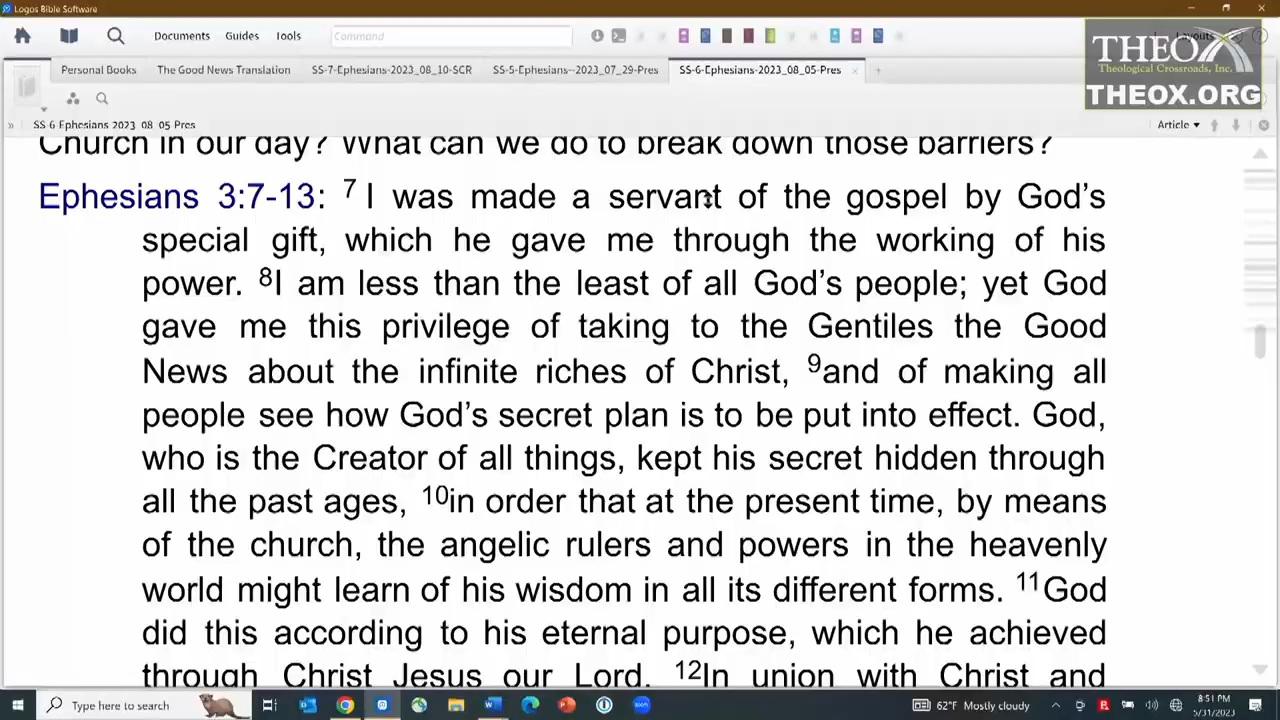 Logos Bible Software
Documents Guides Tools Command Layouts
THEOX
Theological Crossroads, Inc.
THEOX.ORG
Personal Books The Good News Translation SS-7-Ephesians-2023_0 SS-5-Ephesians--2023_07_29-Pres SS-6-Ephesians-2023_08_05-Pres
SS-6-Ephesians-2023_08_05-Pres Article
Church in our day? What can we do to break down those barriers?
Ephesians 3:7-13: 7 I was made a servant of the gospel by God’s
special gift, which he gave me through the working of his
power. 8I am less than the least of all God’s people; yet God
gave me this privilege of taking to the Gentiles the Good
News about the infinite riches of Christ, 9and of making all
people see how God’s secret plan is to be put into effect. God,
who is the Creator of all things, kept his secret hidden through
all the past ages, 10in order that at the present time, by means
of the church, the angelic rulers and powers in the heavenly
world might learn of his wisdom in all its different forms. 11God
did this according to his eternal purpose, which he achieved
through Christ Jesus our Lord. 12In union with Christ and
Type here to search 62°F Mostly cloudy 8:51 PM
5/31/2023